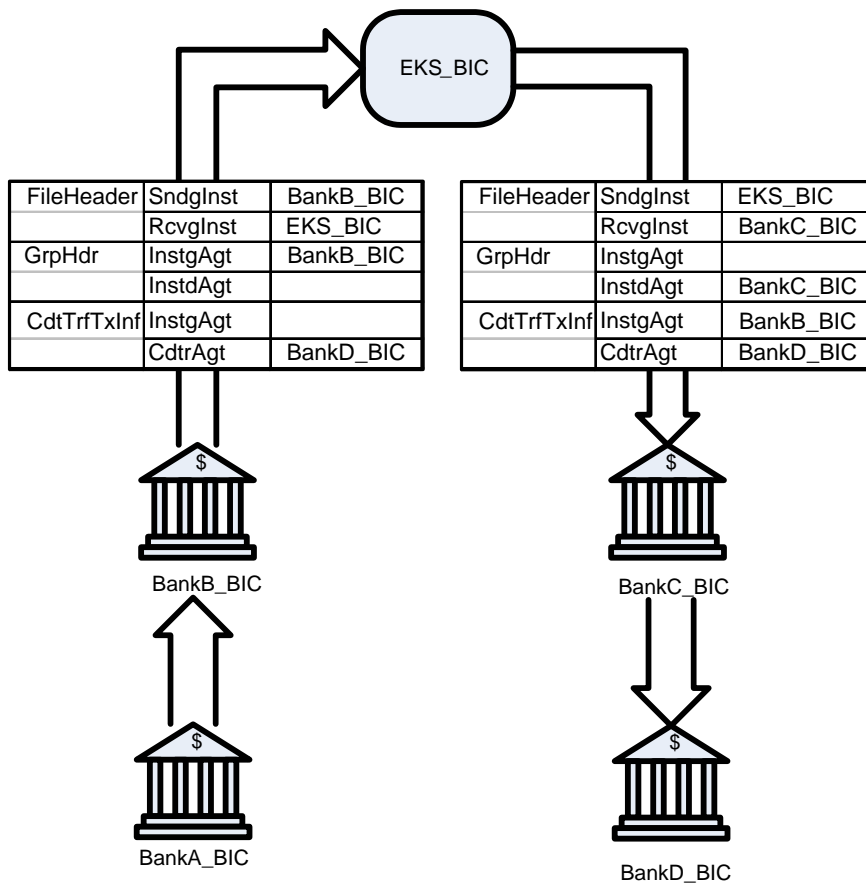 EKS_BIC
FileHeader SndgInst BankB_BIC
RcvgInst EKS_BIC
GrpHdr InstgAgt BankB_BIC
InstdAgt
CdtTrfTxInf InstgAgt
CdtrAgt BankD_BIC
FileHeader SndgInst EKS_BIC
RcvgInst BankC_BIC
GrpHdr InstgAgt
InstdAgt BankC_BIC
CdtTrfTxInf InstgAgt BankB_BIC
CdtrAgt BankD_BIC
$
BankB_BIC
$
BankC_BIC
$
BankA_BIC
$
BankD_BIC